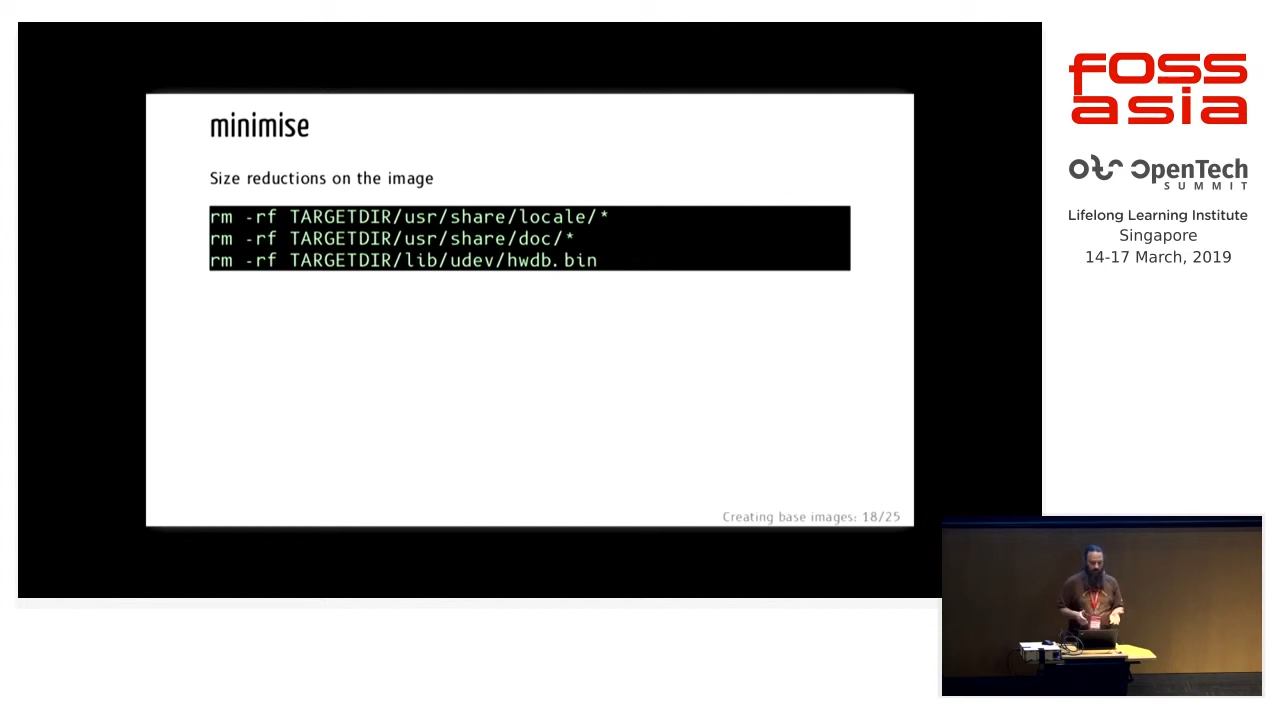 minimise
Size reductions on the image
rm -rf TARGETDIR/usr/share/locale/*
rm -rf TARGETDIR/usr/share/doc/*
rm -rf TARGETDIR/lib/udev/hwdb.bin
Creating base images: 18/25
fOSS
asia
OpenTech
SUMMIT
Lifelong Learning Institute
Singapore
14-17 March, 2019